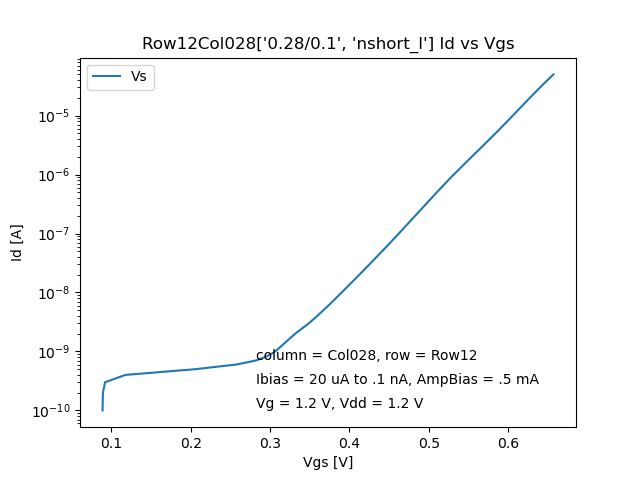 Row12Col028['0.28/0.1', 'nshort_l'] Id vs Vgs
Vs
10^-5
10^-6
10^-7
10^-8
10^-9
10^-10
Id [A]
column = Col028, row = Row12
Ibias = 20 uA to .1 nA, AmpBias = .5 mA
Vg = 1.2 V, Vdd = 1.2 V
0.1 0.2 0.3 0.4 0.5 0.6
Vgs [V]